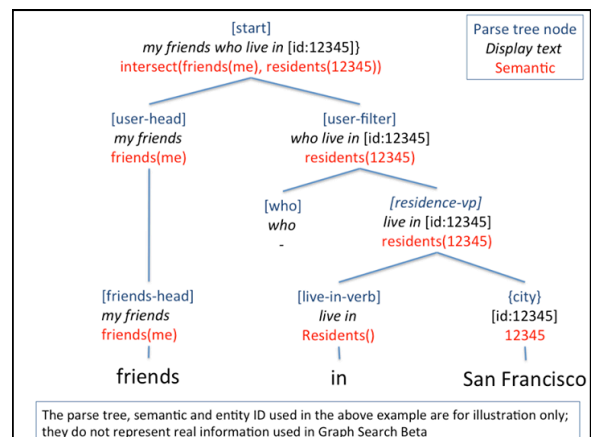 [start]
my friends who live in [id:12345]}
intersect(friends(me), residents(12345))
Parse tree node
Display text
Semantic
[user-head]
my friends
friends(me)
[user-filter]
who live in [id:12345]
residents(12345)
[who]
who
-
[residence-vp]
live in [id:12345]
residents(12345)
[friends-head]
my friends
friends(me)
[live-in-verb]
live in
Residents()
{city}
[id:12345]
12345
friends
in
San Francisco
The parse tree, semantic and entity ID used in the above example are for illustration only;
they do not represent real information used in Graph Search Beta